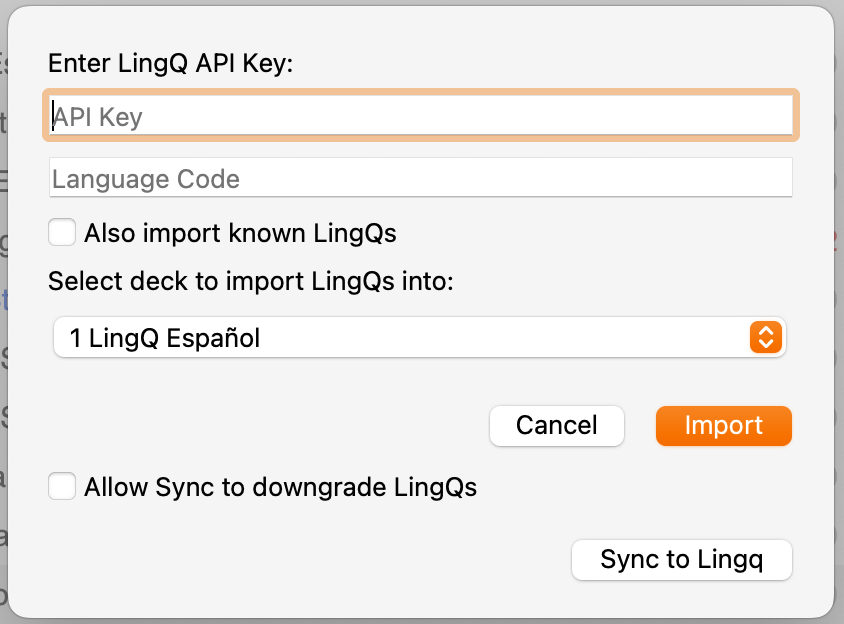 Enter LingQ API Key:
API Key
Language Code
Also import known LingQs
Select deck to import LingQs into:
1 LingQ Español
Cancel
Import
Allow Sync to downgrade LingQs
Sync to Lingq